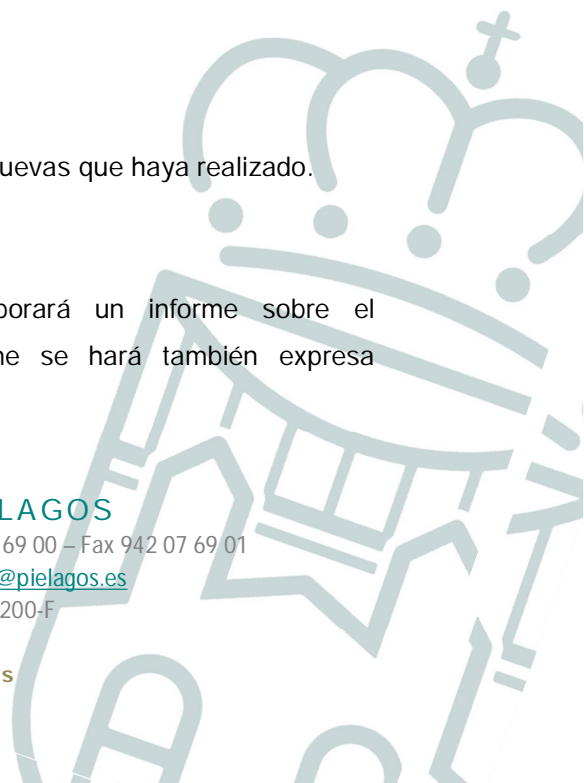 uevas que haya realizado.
porará un informe sobre el
ne se hará también expresa
LAGOS
69 00 – Fax 942 07 69 01
@pielagos.es
200-F
s